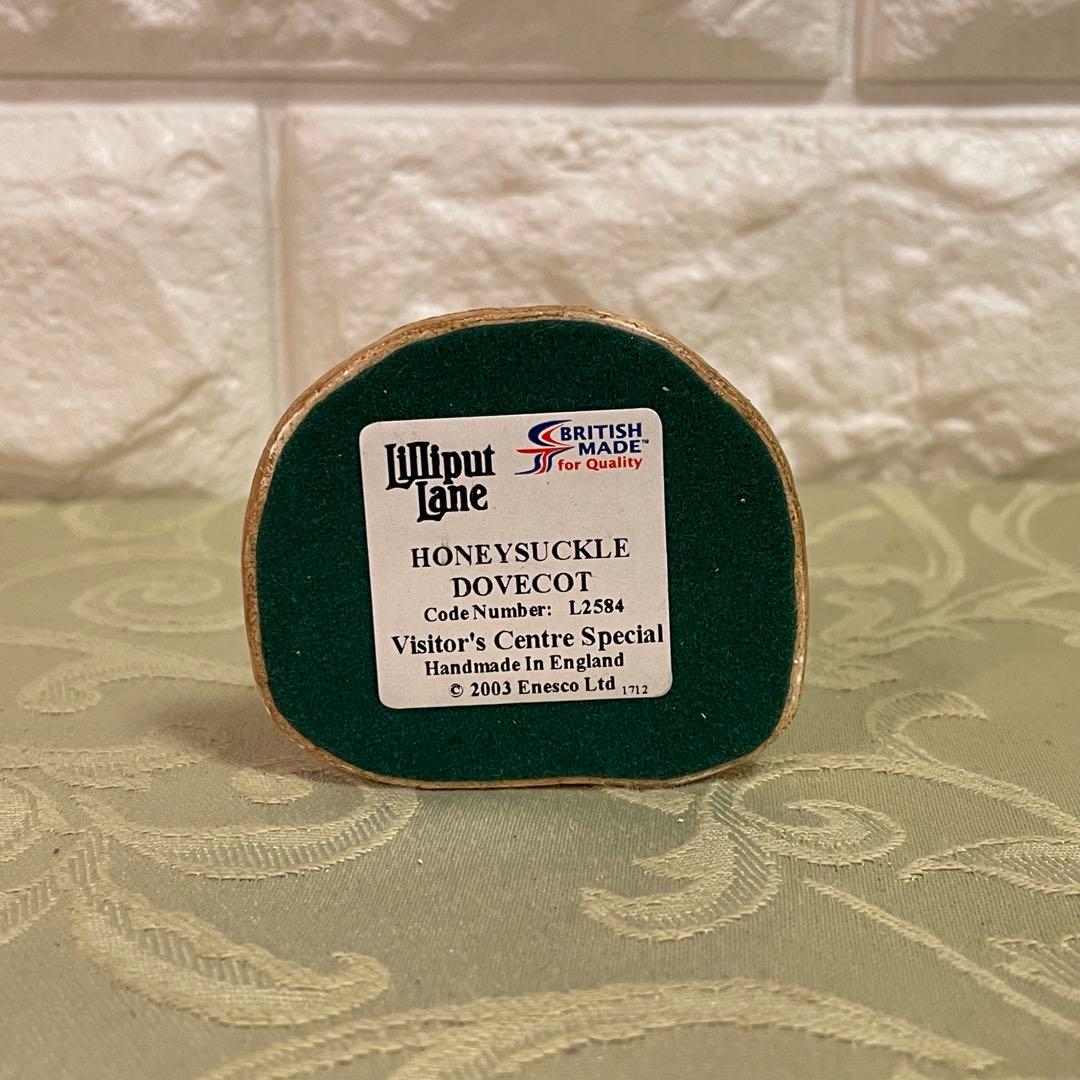 Lilliput
Lane
BRITISH
MADE™
for Quality
HONEYSUCKLE
DOVECOT
Code Number: L2584
Visitor's Centre Special
Handmade In England
© 2003 Enesco Ltd 1712